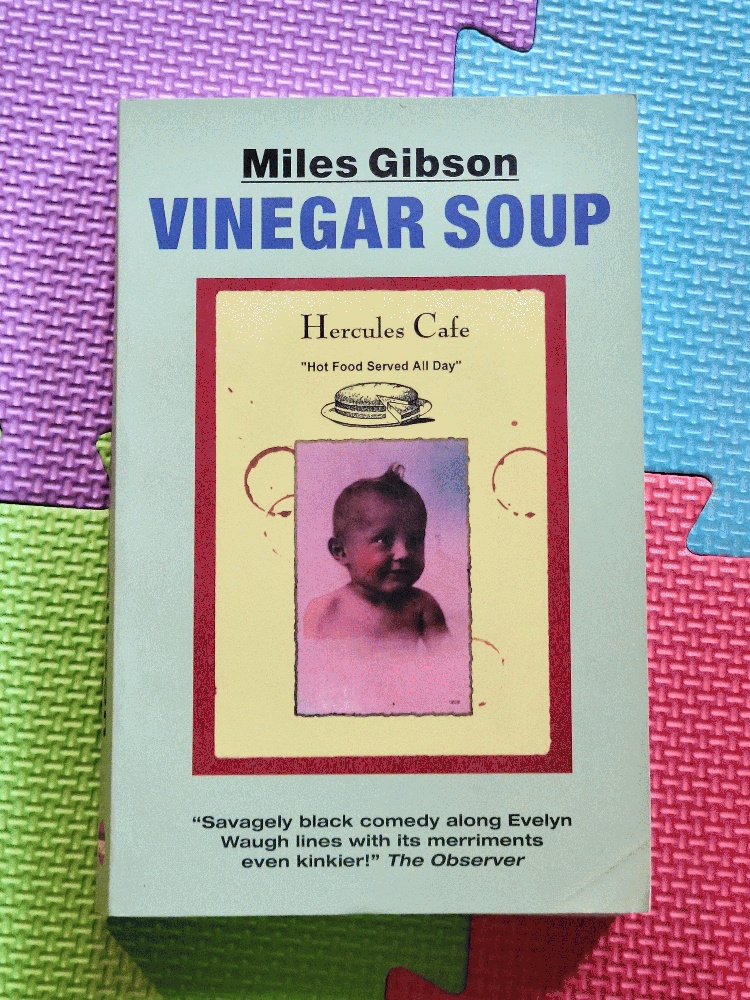 Miles Gibson
VINEGAR SOUP
Hercules Cafe
"Hot Food Served All Day"
“Savagely black comedy along Evelyn
Waugh lines with its merriments
even kinkier!” The Observer